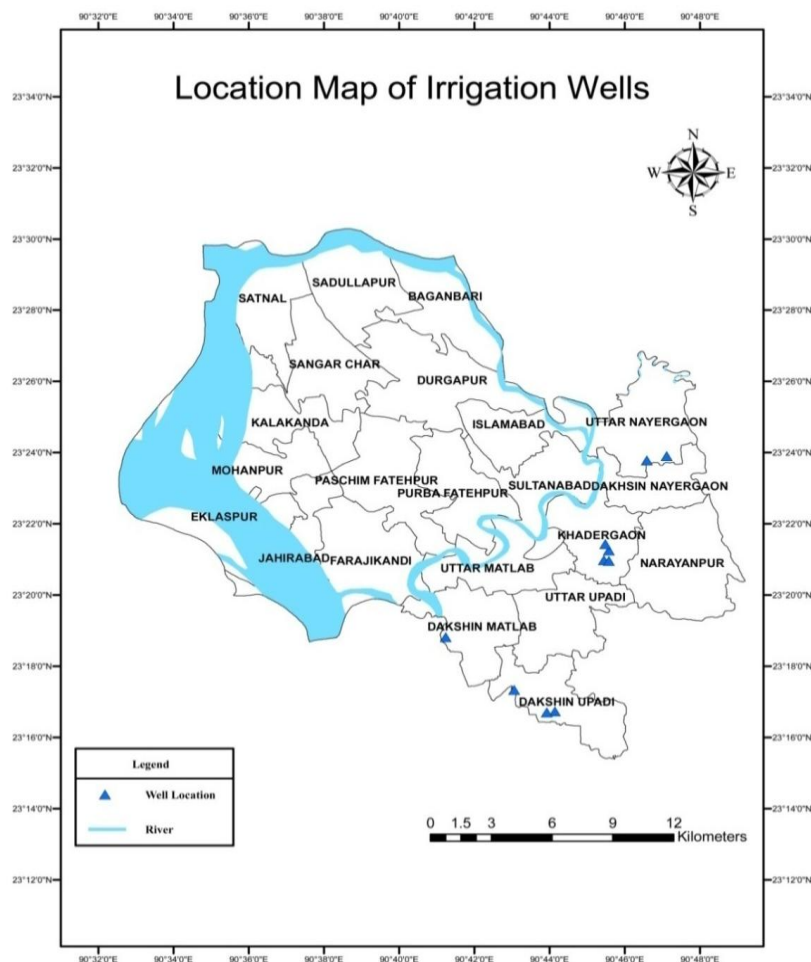 90°32'0"E 90°34'0"E 90°36'0"E 90°38'0"E 90°40'0"E 90°42'0"E 90°44'0"E 90°46'0"E 90°48'0"E
Location Map of Irrigation Wells
23°34'0"N 23°34'0"N
N
23°32'0"N W E 23°32'0"N
S
23°30'0"N 23°30'0"N
SADULLAPUR
BAGANBARI
SATNAL
23°28'0"N 23°28'0"N
SANGAR CHAR
23°26'0"N DURGAPUR 23°26'0"N
KALAKANDA ISLAMABAD UTTAR NAYERGAON
23°24'0"N 23°24'0"N
MOHANPUR
PASCHIM FATEHPUR
SULTANABAD DAKHSIN NAYERGAON
PURBA FATEHPUR
23°22'0"N 23°22'0"N
EKLASPUR
KHADERGAON
JAHIRABAD FARAJIKANDI UTTAR MATLAB NARAYANPUR
23°20'0"N UTTAR UPADI 23°20'0"N
DAKSHIN MATLAB
23°18'0"N 23°18'0"N
DAKSHIN UPADI
23°16'0"N 23°16'0"N
Legend
Well Location
River
23°14'0"N 23°14'0"N
0 1.5 3 6 9 12
Kilometers
23°12'0"N 23°12'0"N
90°32'0"E 90°34'0"E 90°36'0"E 90°38'0"E 90°40'0"E 90°42'0"E 90°44'0"E 90°46'0"E 90°48'0"E